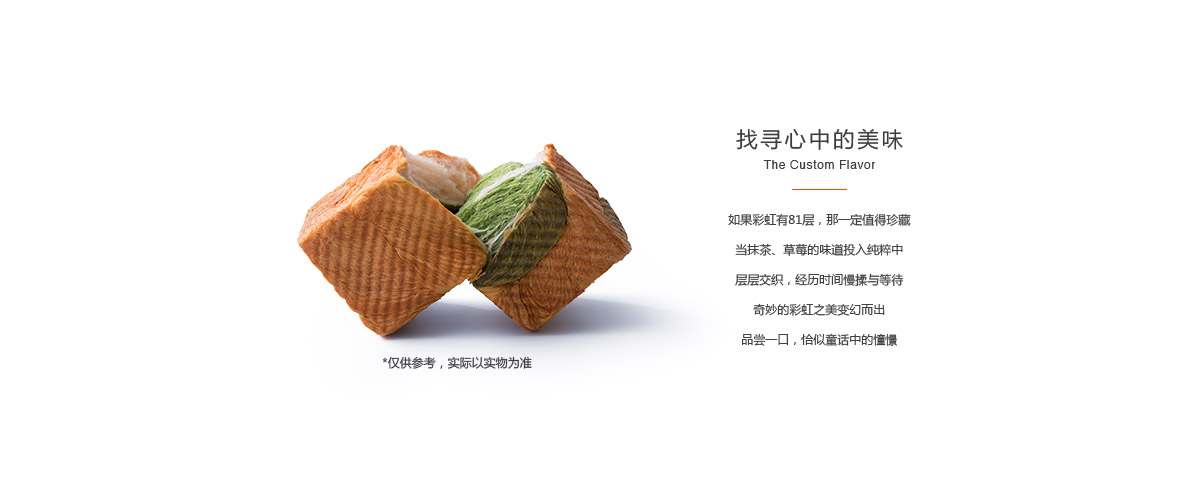 找寻心中的美味
The Custom Flavor
如果彩虹有81层，那一定值得珍藏
当抹茶、草莓的味道投入纯粹中
层层交织，经历时间慢揉与等待
奇妙的彩虹之美变幻而出
品尝一口，恰似童话中的憧憬
*仅供参考，实际以实物为准